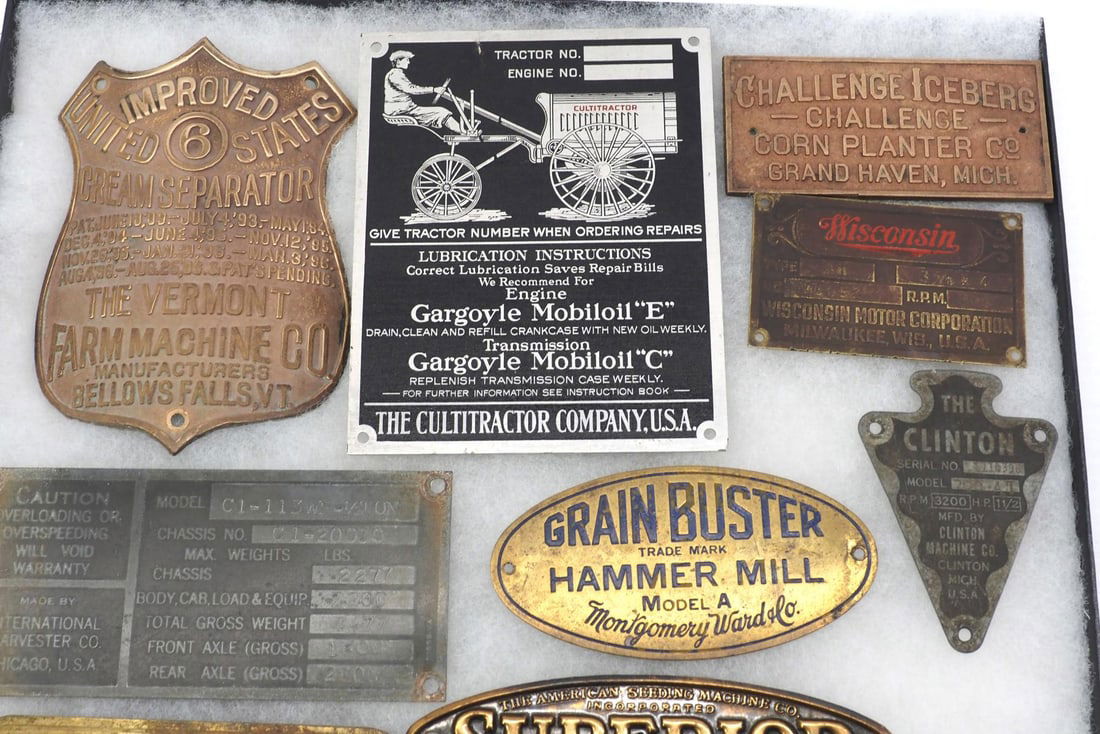 IMPROVED
UNITED 6 STATES
CREAM SEPARATOR
THE VERMONT
FARM MACHINE CO.
MANUFACTURERS
BELLOWS FALLS, VT.
TRACTOR NO.
ENGINE NO.
CULTITRACTOR
GIVE TRACTOR NUMBER WHEN ORDERING REPAIRS
LUBRICATION INSTRUCTIONS
Correct Lubrication Saves Repair Bills
We Recommend For
Engine
Gargoyle Mobiloil "E"
DRAIN, CLEAN AND REFILL CRANKCASE WITH NEW OIL WEEKLY.
Transmission
Gargoyle Mobiloil "C"
REPLENISH TRANSMISSION CASE WEEKLY.
— FOR FURTHER INFORMATION SEE INSTRUCTION BOOK —
THE CULTITRACTOR COMPANY, U.S.A.
CHALLENGE ICEBERG
— CHALLENGE —
CORN PLANTER CO
GRAND HAVEN, MICH.
Wisconsin
R.P.M.
WISCONSIN MOTOR CORPORATION
MILWAUKEE, WIS., U.S.A.
THE
CLINTON
SERIAL NO.
MODEL
R.P.M. 3200 H.P. 1 1/2
MFD. BY
CLINTON
MACHINE CO.
CLINTON
MICH.
U.S.A.
CAUTION
OVERLOADING OR
OVERSPEEDING
WILL VOID
WARRANTY
MADE BY
INTERNATIONAL
HARVESTER CO.
CHICAGO, U.S.A.
MODEL
CHASSIS NO.
MAX. WEIGHTS LBS.
CHASSIS
BODY, CAB, LOAD & EQUIP.
TOTAL GROSS WEIGHT
FRONT AXLE (GROSS)
REAR AXLE (GROSS)
GRAIN BUSTER
TRADE MARK
HAMMER MILL
MODEL A
Montgomery Ward & Co.
THE AMERICAN SEEDING MACHINE CO.
INCORPORATED
SUPERIOR